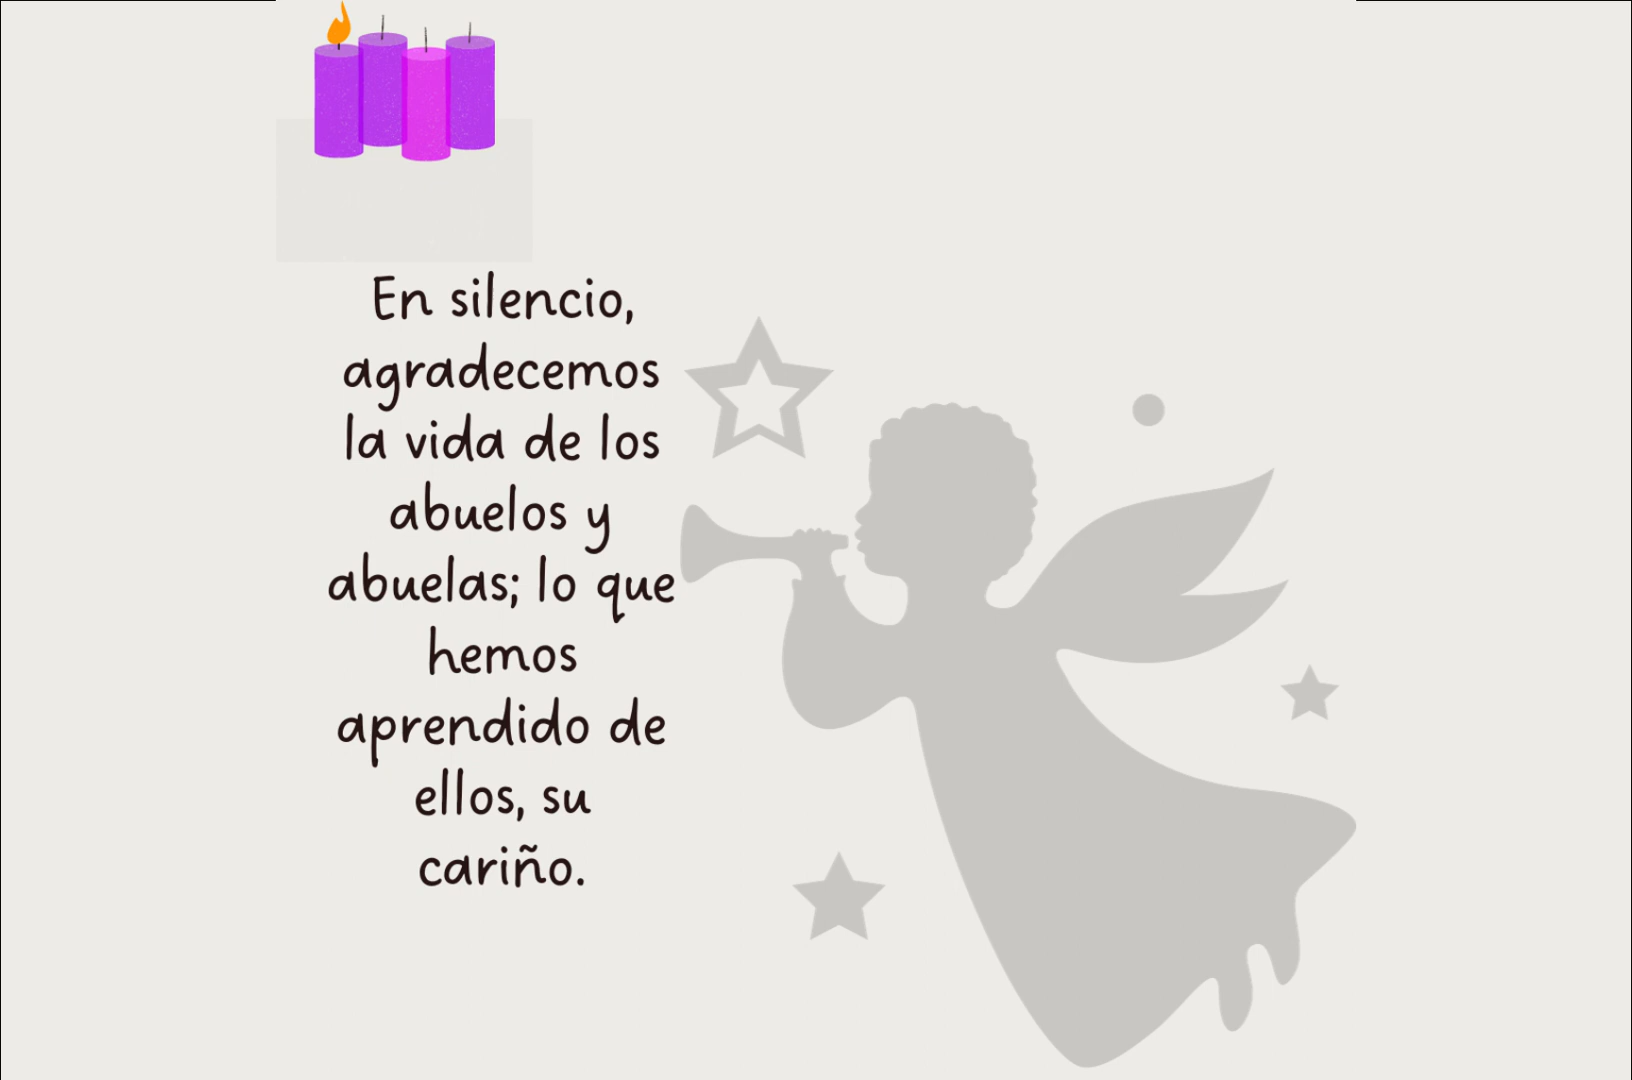 En silencio,
agradecemos
la vida de los
abuelos y
abuelas; lo que
hemos
aprendido de
ellos, su
cariño.